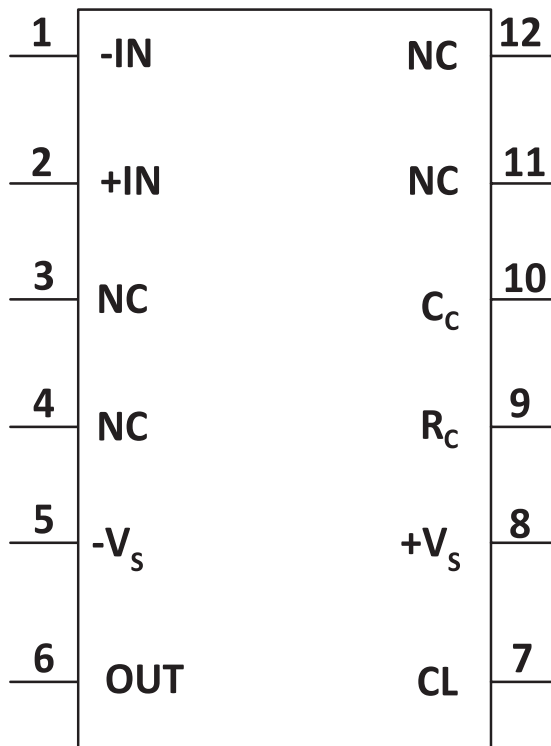 1 -IN NC 12
2 +IN NC 11
3 NC C_C 10
4 NC R_C 9
5 -V_S +V_S 8
6 OUT CL 7